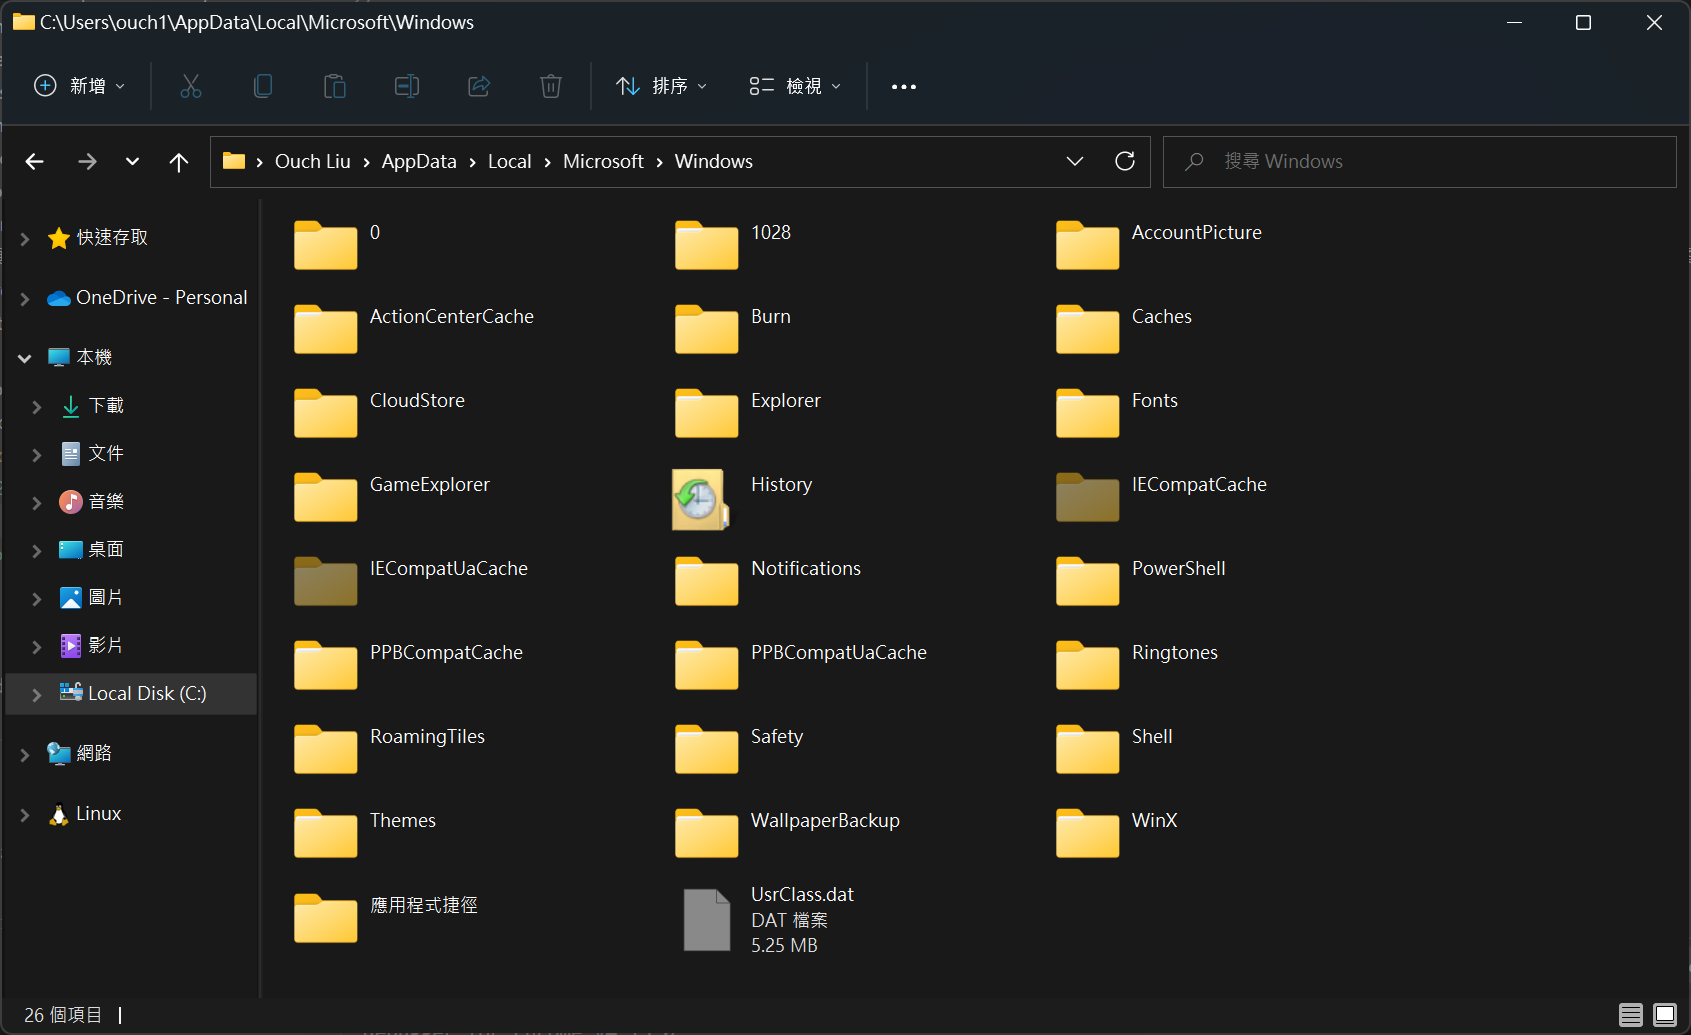 C:\Users\ouch1\AppData\Local\Microsoft\Windows
新增
排序
檢視
Ouch Liu
AppData
Local
Microsoft
Windows
搜尋 Windows
快速存取
OneDrive - Personal
本機
下載
文件
音樂
桌面
圖片
影片
Local Disk (C:)
網路
Linux
0
1028
AccountPicture
ActionCenterCache
Burn
Caches
CloudStore
Explorer
Fonts
GameExplorer
History
IECompatCache
IECompatUaCache
Notifications
PowerShell
PPBCompatCache
PPBCompatUaCache
Ringtones
RoamingTiles
Safety
Shell
Themes
WallpaperBackup
WinX
應用程式捷徑
UsrClass.dat
DAT 檔案
5.25 MB
26 個項目